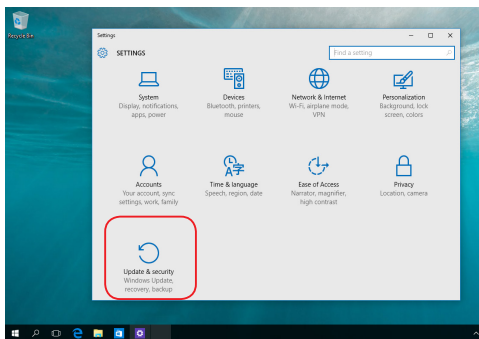 Recycle Bin
Settings
SETTINGS
Find a setting
System
Display, notifications,
apps, power
Devices
Bluetooth, printers,
mouse
Network & Internet
Wi-Fi, airplane mode,
VPN
Personalization
Background, lock
screen, colors
Accounts
Your account, sync
settings, work, family
Time & language
Speech, region, date
Ease of Access
Narrator, magnifier,
high contrast
Privacy
Location, camera
Update & security
Windows Update,
recovery, backup